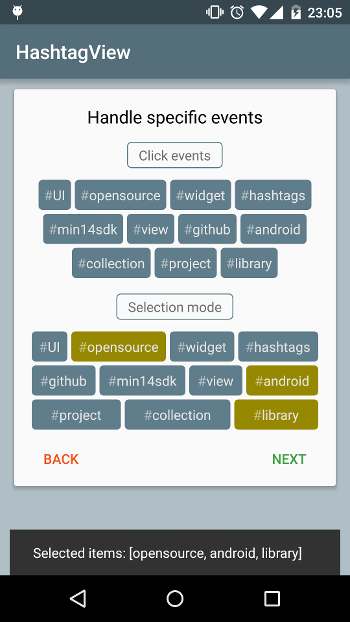 23:05
HashtagView
Handle specific events
Click events
#UI #opensource #widget #hashtags
#min14sdk #view #github #android
#collection #project #library
Selection mode
#UI #opensource #widget #hashtags
#github #min14sdk #view #android
#project #collection #library
BACK NEXT
Selected items: [opensource, android, library]